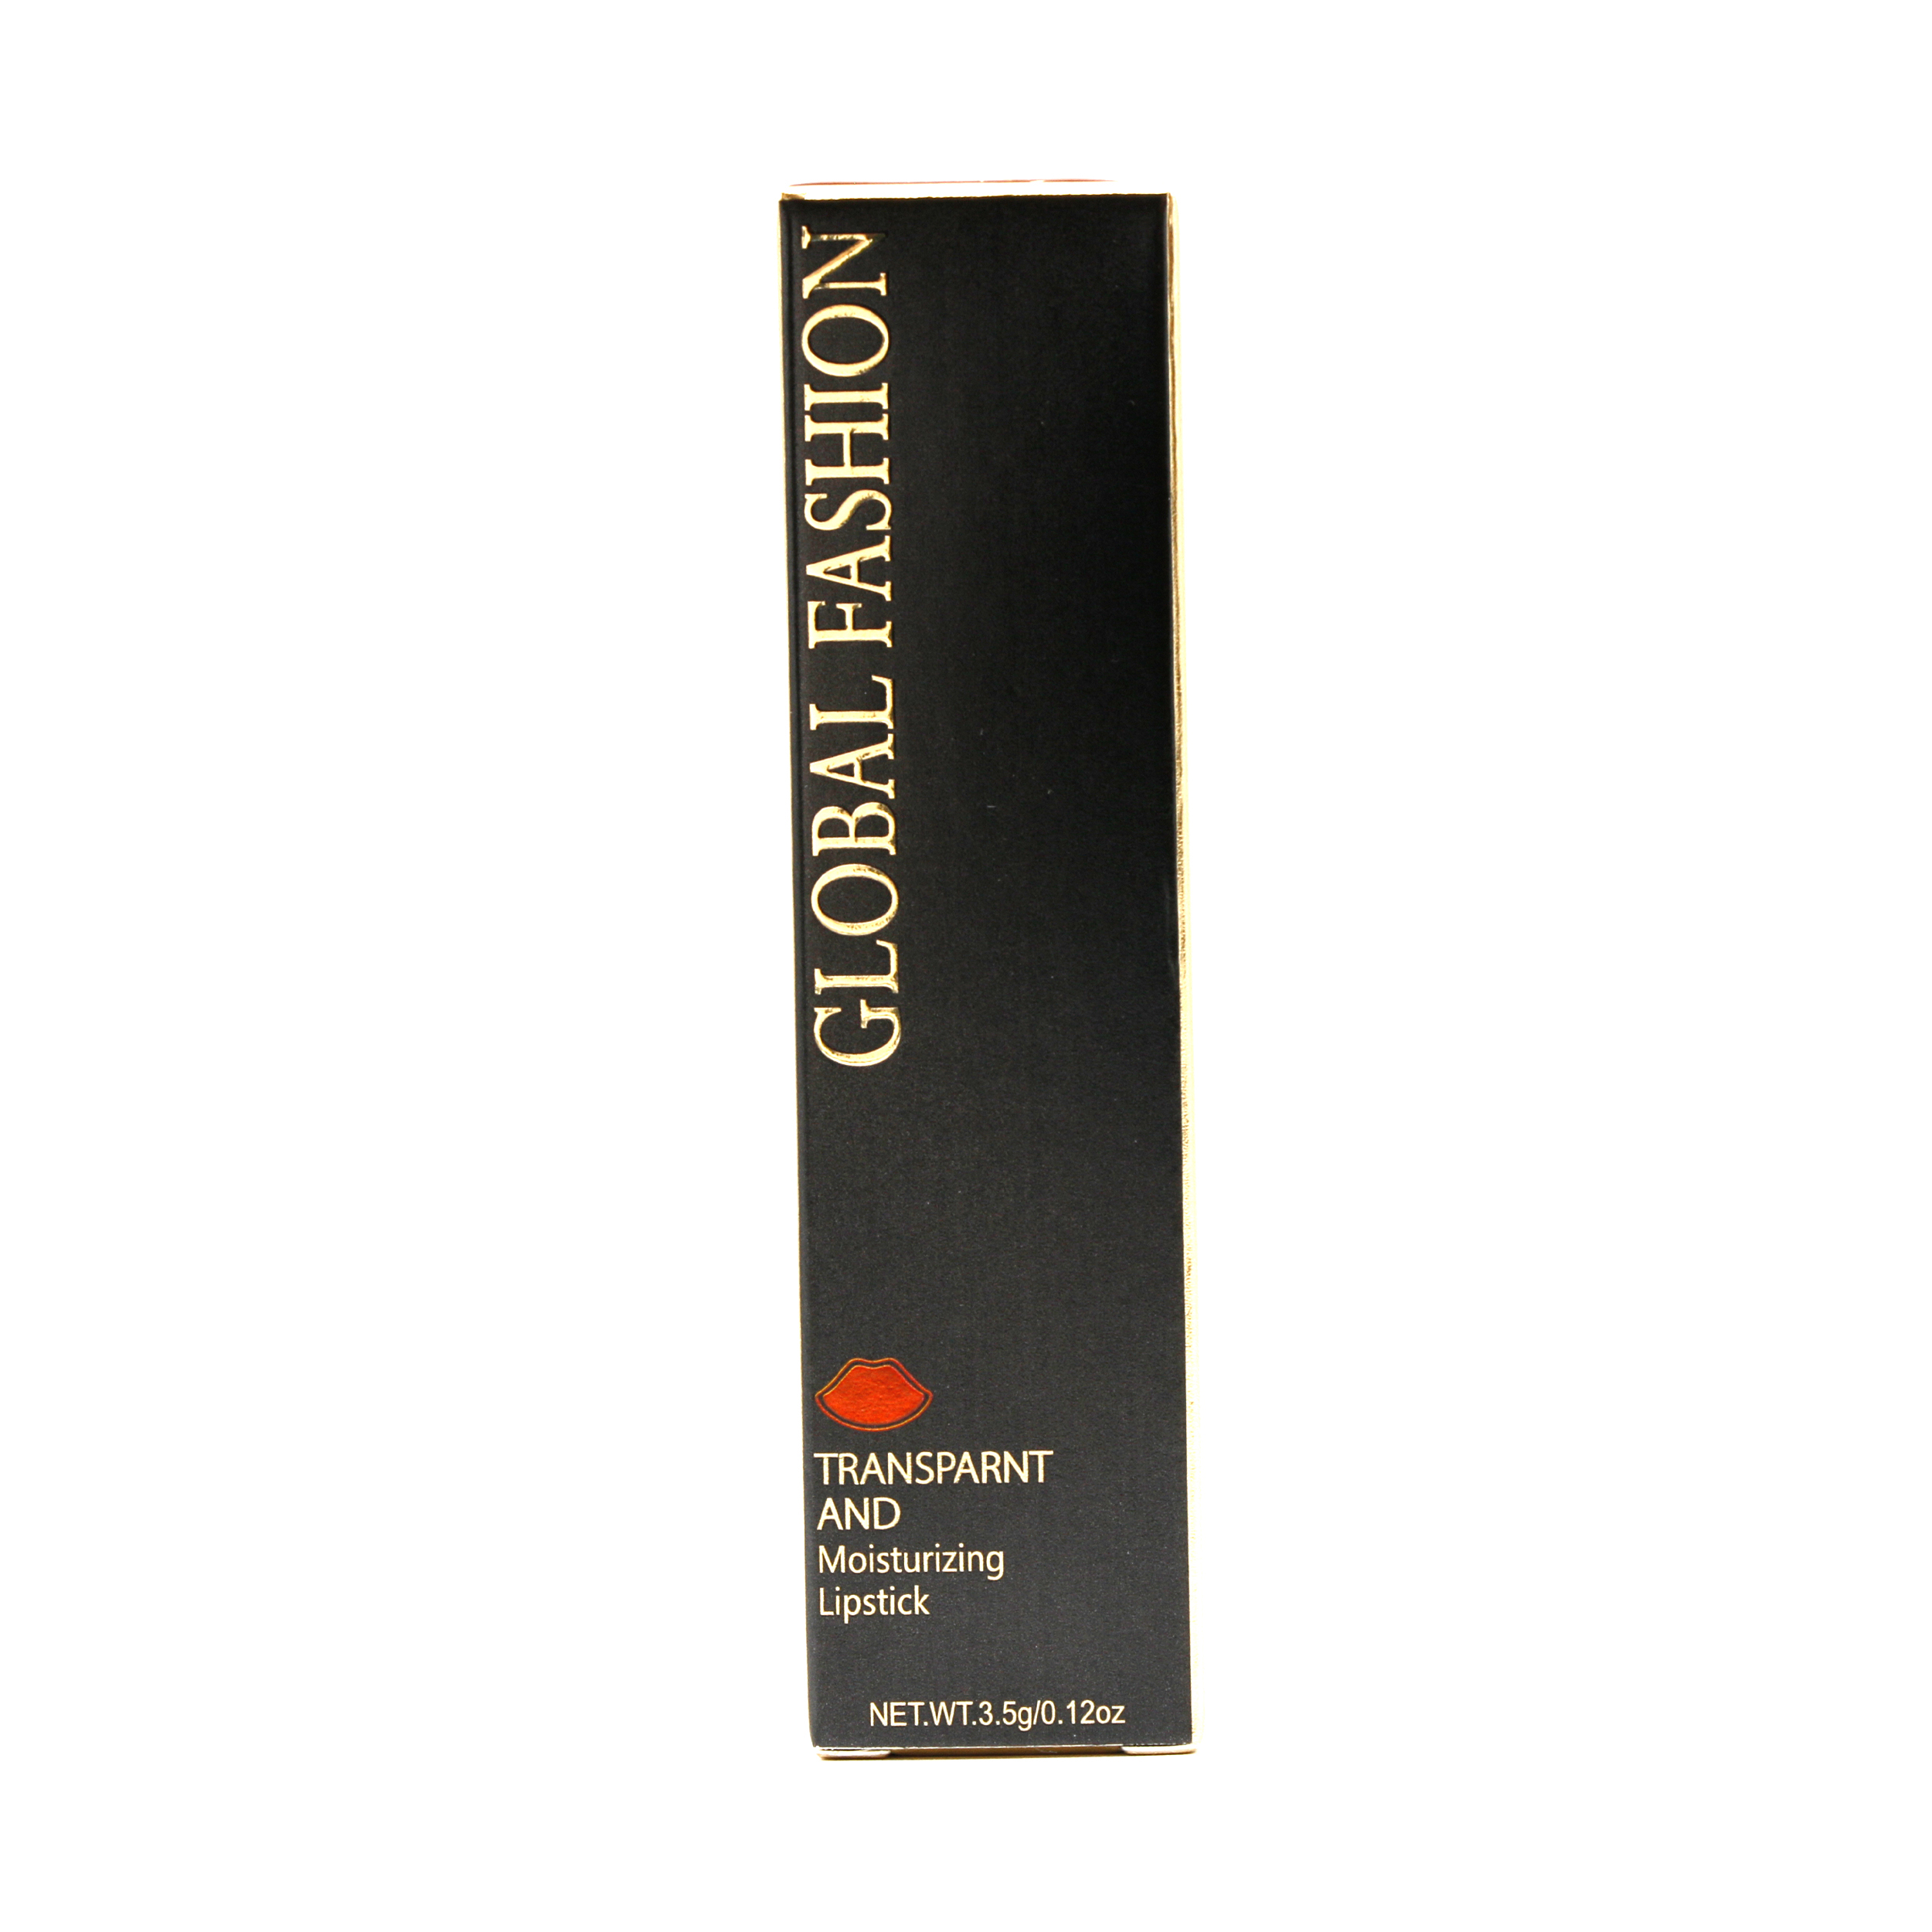 GLOBAL FASHION
TRANSPARNT
AND
Moisturizing
Lipstick
NET.WT.3.5g/0.12oz